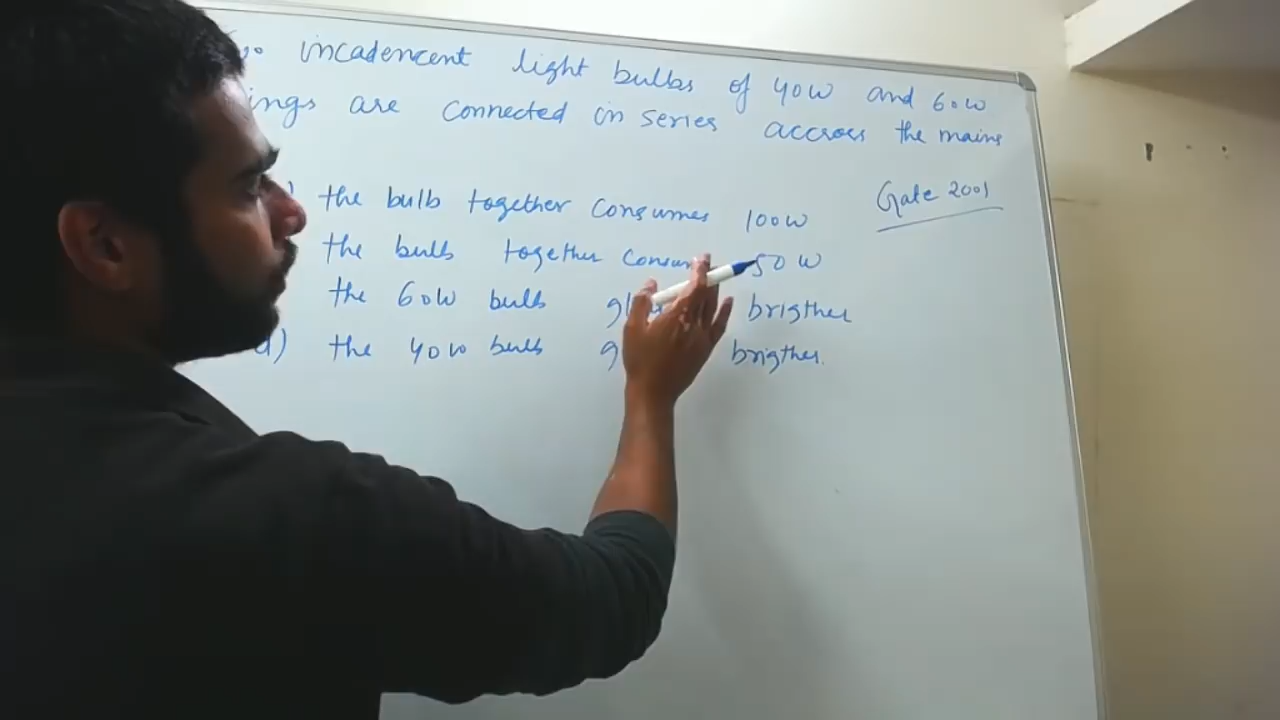 incadencent light bulbs of 40W and 60W
ings are connected in series accross the mains
the bulb together consumes 100W
Gate 2001
the bulb together consum 50 W
the 60W bulb brigther
d) the 40W bulb brigther.